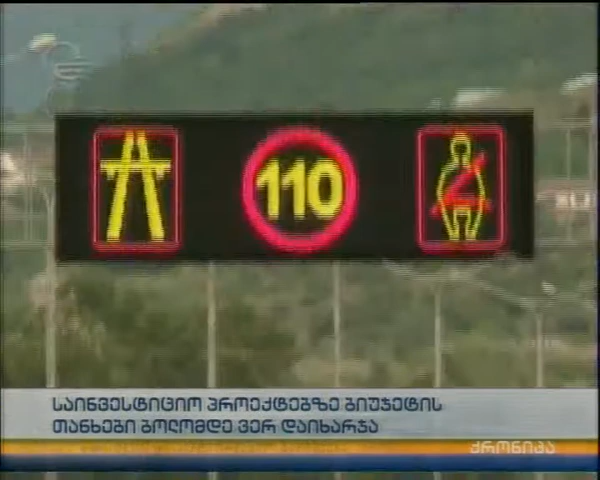 110
საინვესტიციო პროექტებზე ბიუჯეტის
თანხები ბოლომდე ვერ დაიხარჯა
ქრონიკა